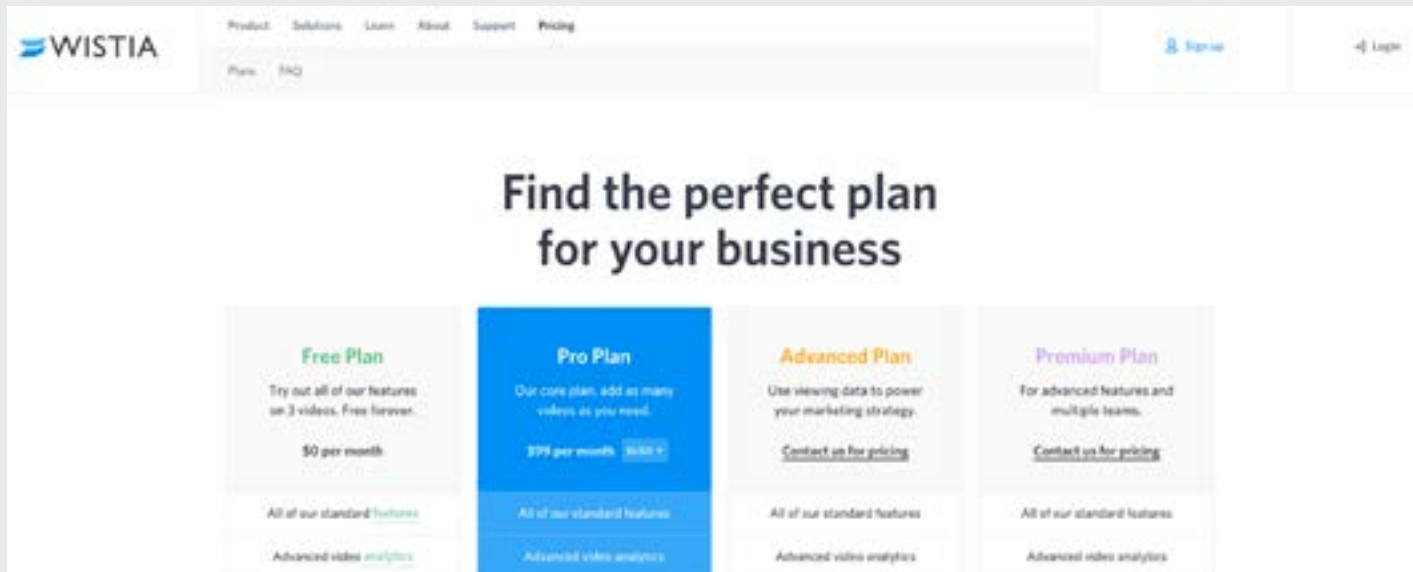 WISTIA
Product Solutions Learn About Support Pricing
Sign up
Login
Plans FAQ
Find the perfect plan
for your business
Free Plan
Try out all of our features
on 3 videos. Free forever.
$0 per month
Pro Plan
Our core plan, add as many
videos as you need.
$99 per month
Advanced Plan
Use viewing data to power
your marketing strategy.
Contact us for pricing
Premium Plan
For advanced features and
multiple teams.
Contact us for pricing
All of our standard features
All of our standard features
All of our standard features
All of our standard features
Advanced video analytics
Advanced video analytics
Advanced video analytics
Advanced video analytics